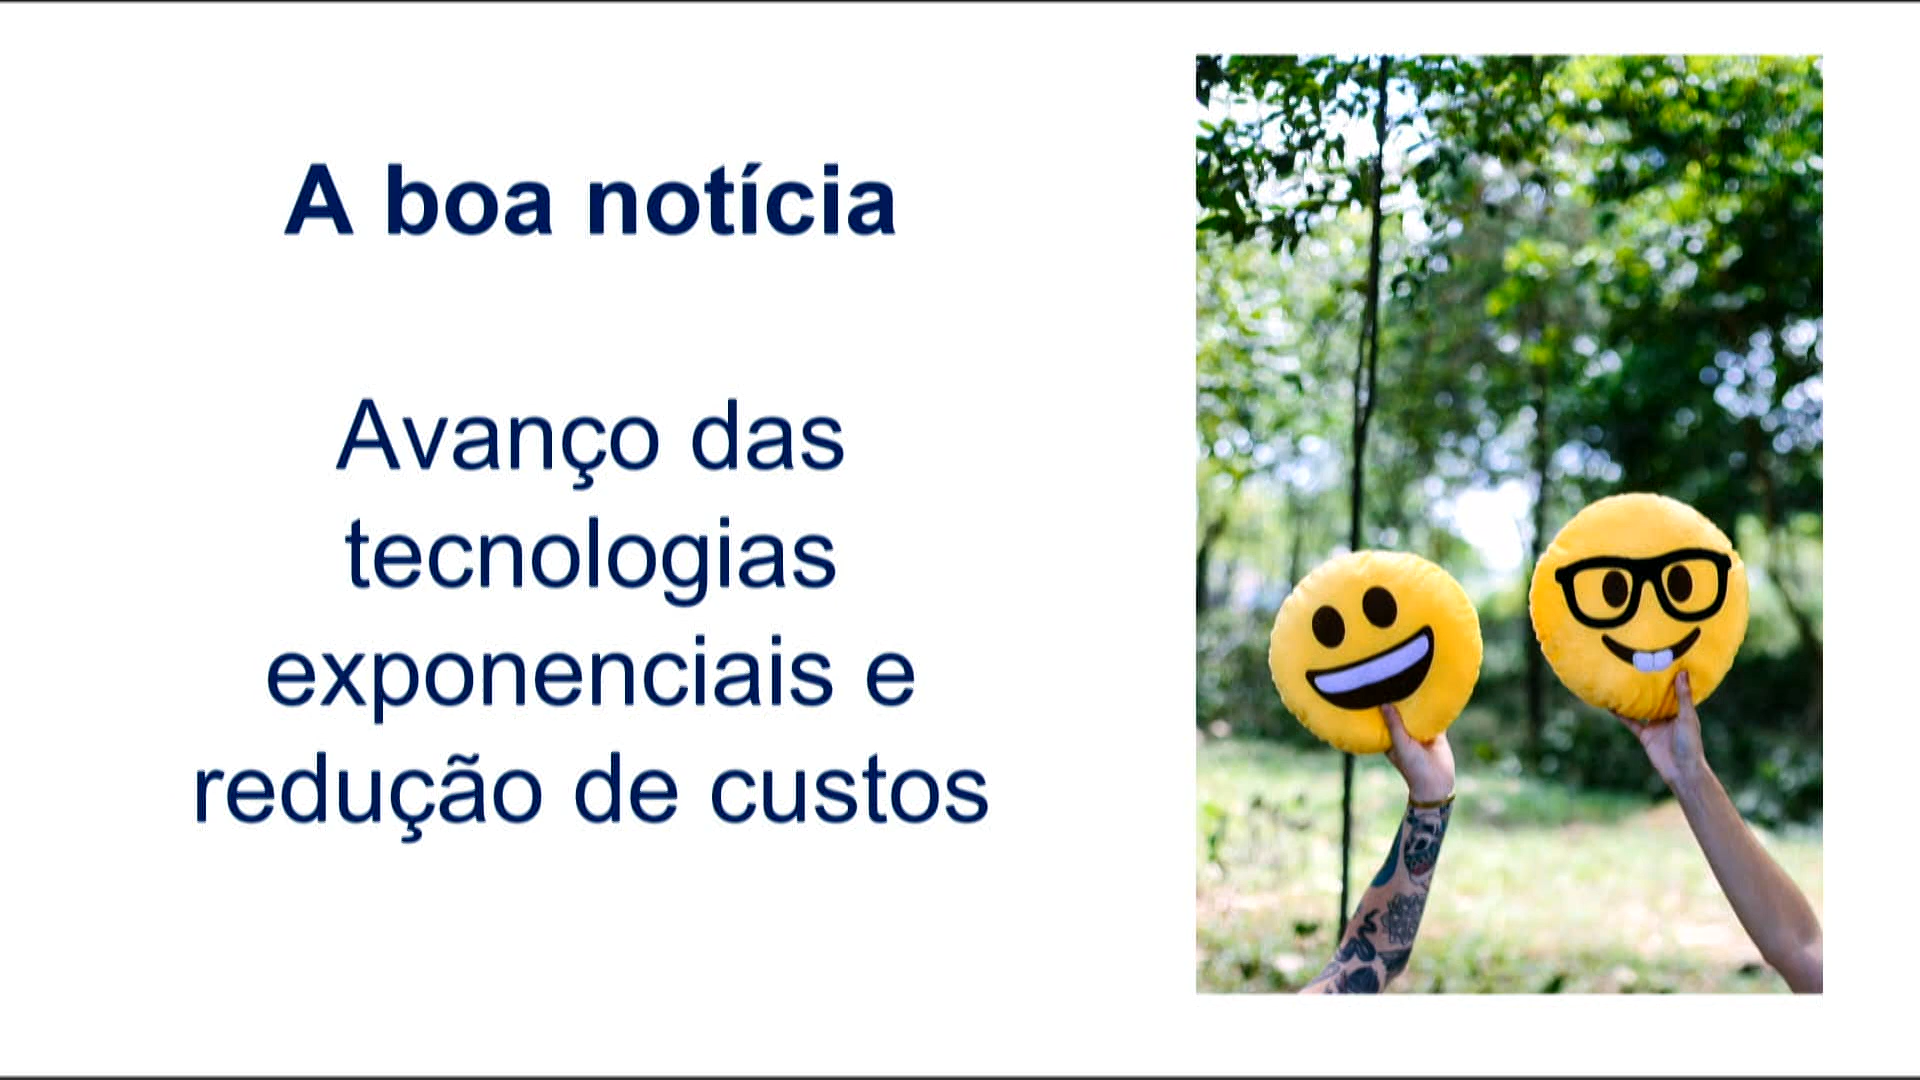 A boa notícia
Avanço das
tecnologias
exponenciais e
redução de custos